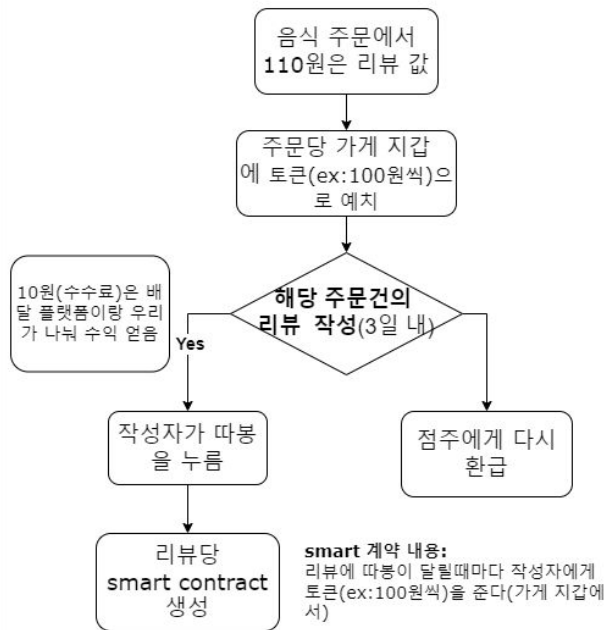 음식 주문에서
110원은 리뷰 값
주문당 가게 지갑
에 토큰(ex:100원씩)으
로 예치
10원(수수료)은 배
달 플랫폼이랑 우리
가 나눠 수익 얻음
해당 주문건의
리뷰 작성(3일 내)
Yes
작성자가 따봉
을 누름
점주에게 다시
환급
리뷰당
smart contract
생성
smart 계약 내용:
리뷰에 따봉이 달릴때마다 작성자에게
토큰(ex:100원씩)을 준다(가게 지갑에
서)